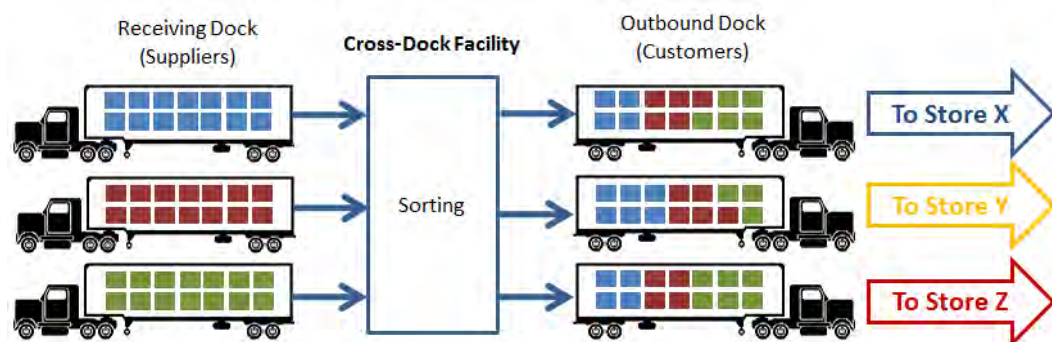 Receiving Dock
(Suppliers)
Cross-Dock Facility
Outbound Dock
(Customers)
Sorting
To Store X
To Store Y
To Store Z